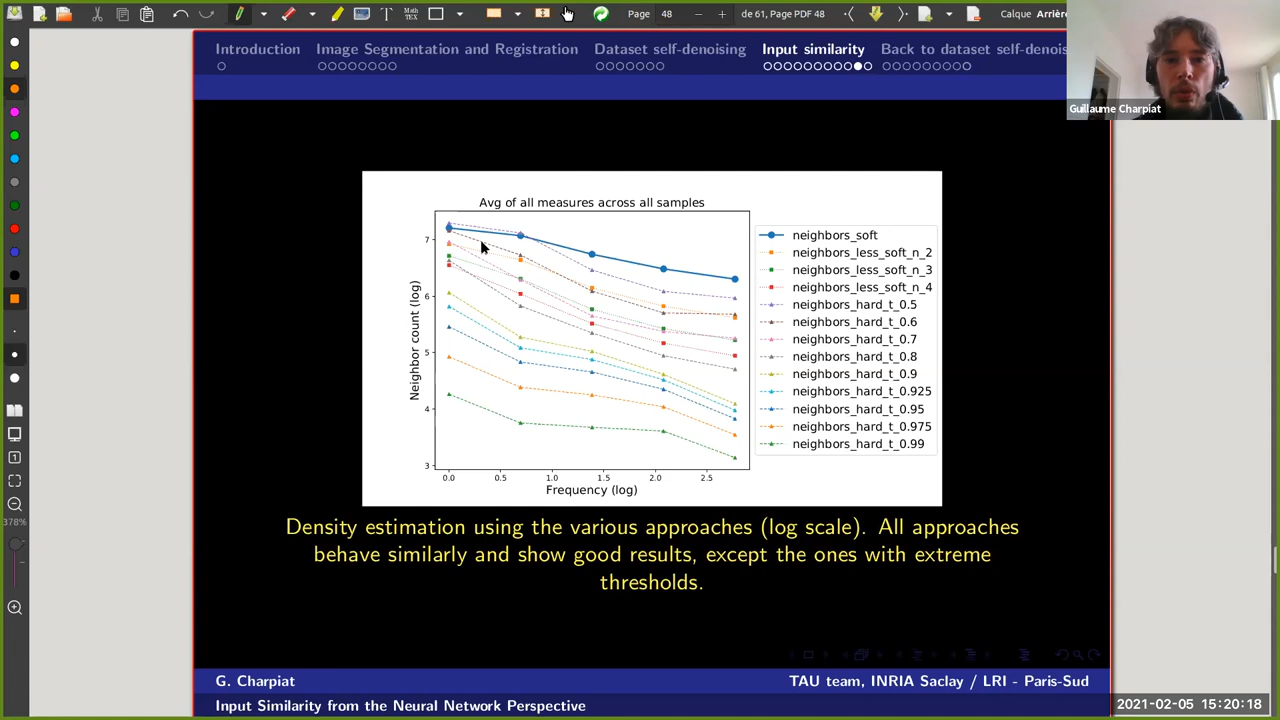 Page 48 de 61, Page PDF 48 Calque Arrièr
Introduction Image Segmentation and Registration Dataset self-denoising Input similarity Back to dataset self-denois
Guillaume Charpiat
Avg of all measures across all samples
7
6
5
4
3
Neighbor count (log)
0.0 0.5 1.0 1.5 2.0 2.5
Frequency (log)
neighbors_soft
neighbors_less_soft_n_2
neighbors_less_soft_n_3
neighbors_less_soft_n_4
neighbors_hard_t_0.5
neighbors_hard_t_0.6
neighbors_hard_t_0.7
neighbors_hard_t_0.8
neighbors_hard_t_0.9
neighbors_hard_t_0.925
neighbors_hard_t_0.95
neighbors_hard_t_0.975
neighbors_hard_t_0.99
Density estimation using the various approaches (log scale). All approaches
behave similarly and show good results, except the ones with extreme
thresholds.
378%
G. Charpiat TAU team, INRIA Saclay / LRI - Paris-Sud
Input Similarity from the Neural Network Perspective
2021-02-05 15:20:18